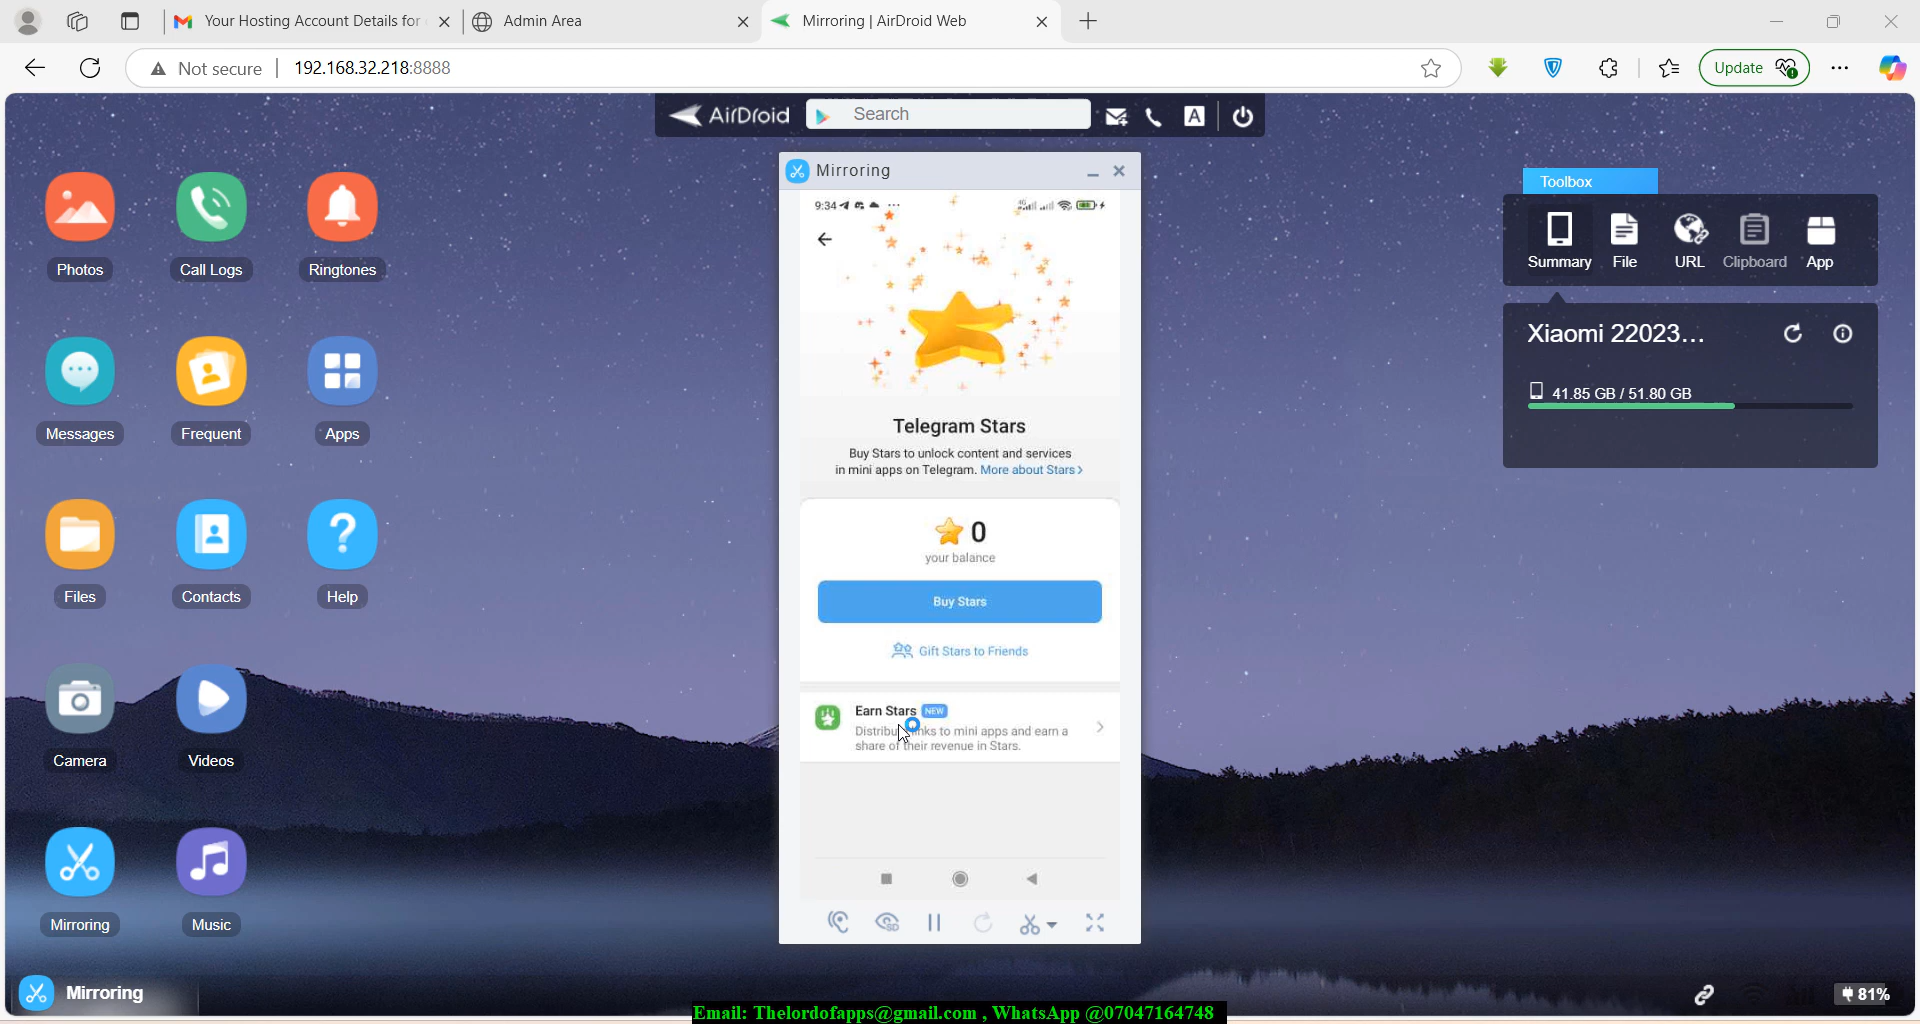 Your Hosting Account Details for
Admin Area
Mirroring | AirDroid Web
Not secure
192.168.32.218:8888
Update
AirDroid
Search
A
Photos
Call Logs
Ringtones
Messages
Frequent
Apps
Files
Contacts
Help
Camera
Videos
Mirroring
Music
Mirroring
9:34
4G
Telegram Stars
Buy Stars to unlock content and services
in mini apps on Telegram. More about Stars >
0
your balance
Buy Stars
Gift Stars to Friends
Earn Stars NEW
to mini apps and earn a
share of their revenue in Stars.
SD
Toolbox
Summary
File
URL
Clipboard
App
Xiaomi 22023...
41.85 GB / 51.80 GB
Mirroring
81%
Email: Thelordofapps@gmail.com , WhatsApp @07047164748